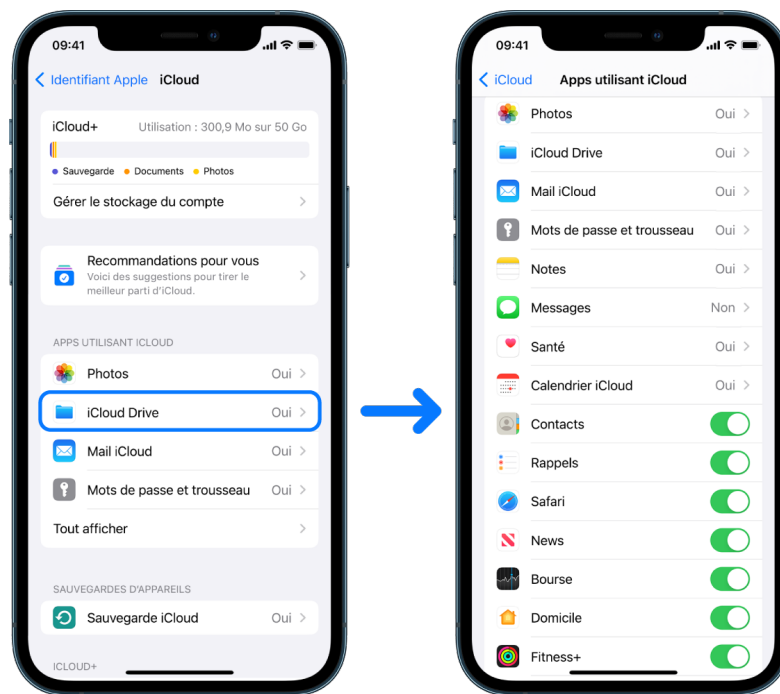 09:41
Identifiant Apple iCloud
iCloud+ Utilisation : 300,9 Mo sur 50 Go
Sauvegarde Documents Photos
Gérer le stockage du compte
Recommandations pour vous
Voici des suggestions pour tirer le
meilleur parti d'iCloud.
APPS UTILISANT ICLOUD
Photos Oui
iCloud Drive Oui
Mail iCloud Oui
Mots de passe et trousseau Oui
Tout afficher
SAUVEGARDES D'APPAREILS
Sauvegarde iCloud Oui
ICLOUD+
09:41
iCloud Apps utilisant iCloud
Photos Oui
iCloud Drive Oui
Mail iCloud Oui
Mots de passe et trousseau Oui
Notes Oui
Messages Non
Santé Oui
Calendrier iCloud Oui
Contacts
Rappels
Safari
News
Bourse
Domicile
Fitness+